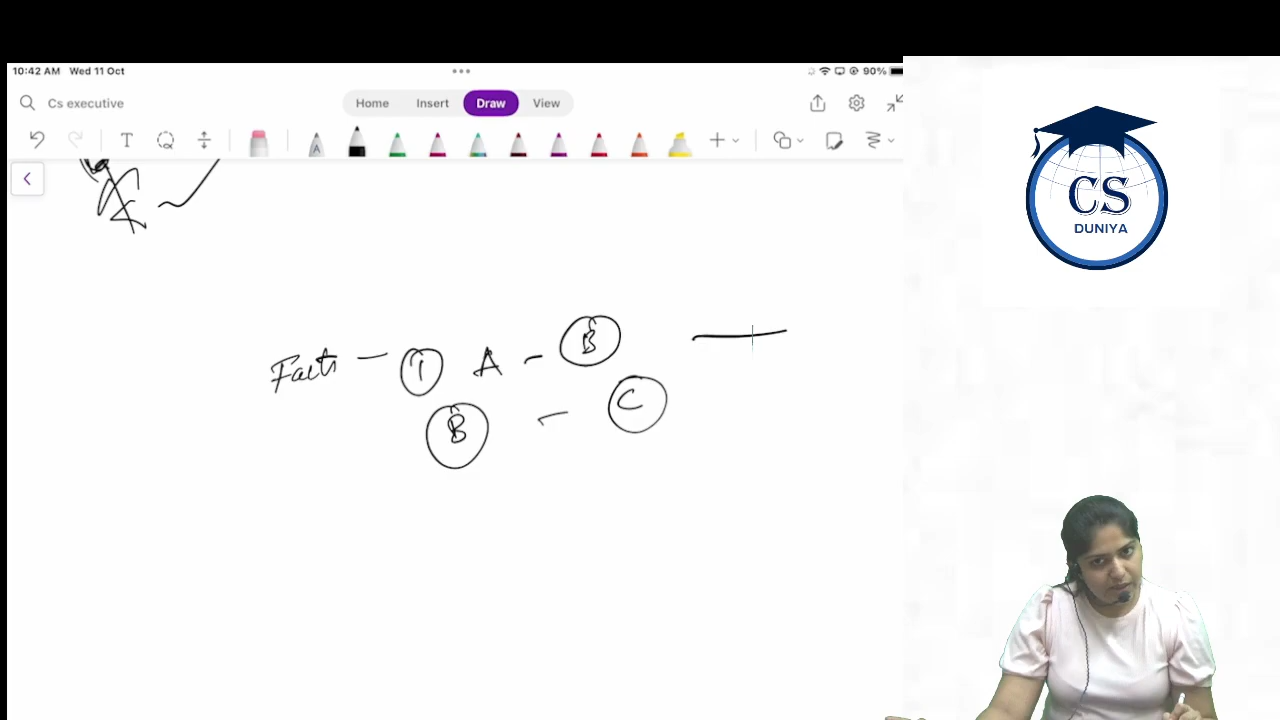 10:42 AM Wed 11 Oct
90%
Cs executive
Home Insert Draw View
T
A
CS
DUNIYA
Facts - 1 A - B
B - C